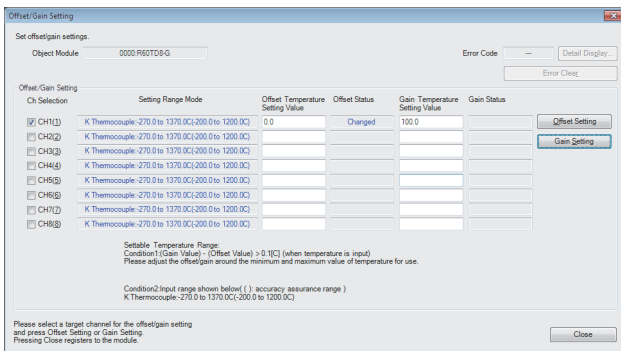 Offset/Gain Setting
Set offset/gain settings.
Object Module 0000:R60TD8-G Error Code --- Detail Display...
Error Clear
Offset/Gain Setting
Ch Selection Setting Range Mode Offset Temperature Setting Value Offset Status Gain Temperature Setting Value Gain Status
CH1(1) K Thermocouple:-270.0 to 1370.0C(-200.0 to 1200.0C) 0.0 Changed 100.0 Offset Setting
CH2(2) K Thermocouple:-270.0 to 1370.0C(-200.0 to 1200.0C) Gain Setting
CH3(3) K Thermocouple:-270.0 to 1370.0C(-200.0 to 1200.0C)
CH4(4) K Thermocouple:-270.0 to 1370.0C(-200.0 to 1200.0C)
CH5(5) K Thermocouple:-270.0 to 1370.0C(-200.0 to 1200.0C)
CH6(6) K Thermocouple:-270.0 to 1370.0C(-200.0 to 1200.0C)
CH7(7) K Thermocouple:-270.0 to 1370.0C(-200.0 to 1200.0C)
CH8(8) K Thermocouple:-270.0 to 1370.0C(-200.0 to 1200.0C)
Settable Temperature Range:
Condition1:(Gain Value) - (Offset Value) > 0.1[C] (when temperature is input)
Please adjust the offset/gain around the minimum and maximum value of temperature for use.
Condition2:Input range shown below( ( ): accuracy assurance range )
K Thermocouple:-270.0 to 1370.0C(-200.0 to 1200.0C)
Please select a target channel for the offset/gain setting
and press Offset Setting or Gain Setting.
Pressing Close registers to the module.
Close